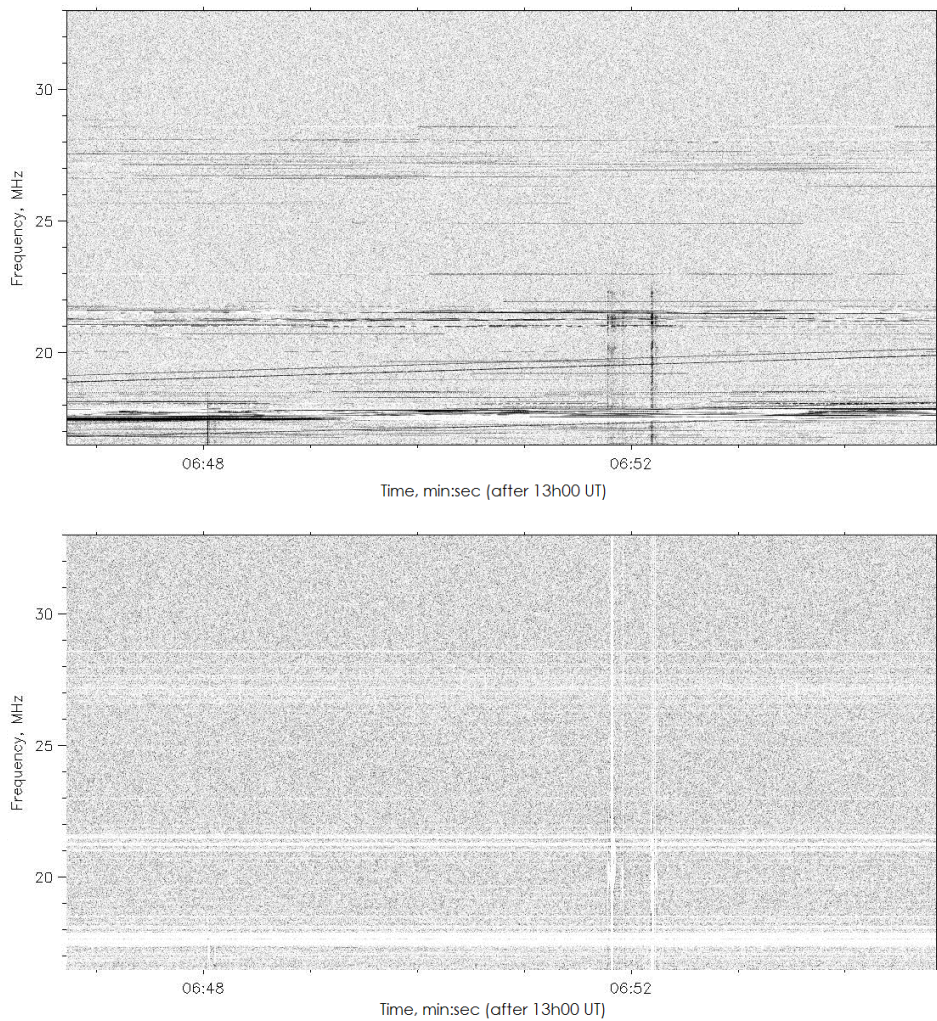 30
25
20
Frequency, MHz
06:48 06:52
Time, min:sec (after 13h00 UT)
30
25
20
Frequency, MHz
06:48 06:52
Time, min:sec (after 13h00 UT)